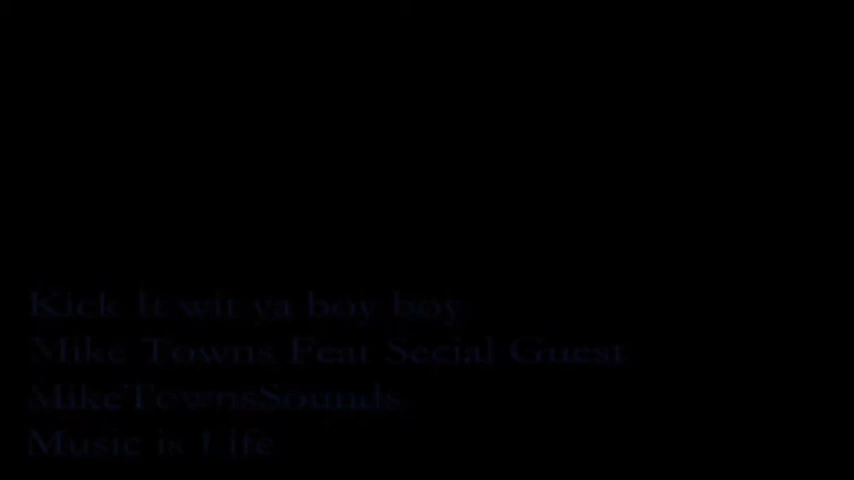 Kick It wit ya boy boy
Mike Towns Feat Secial Guest
MikeTownsSounds
Music is Life